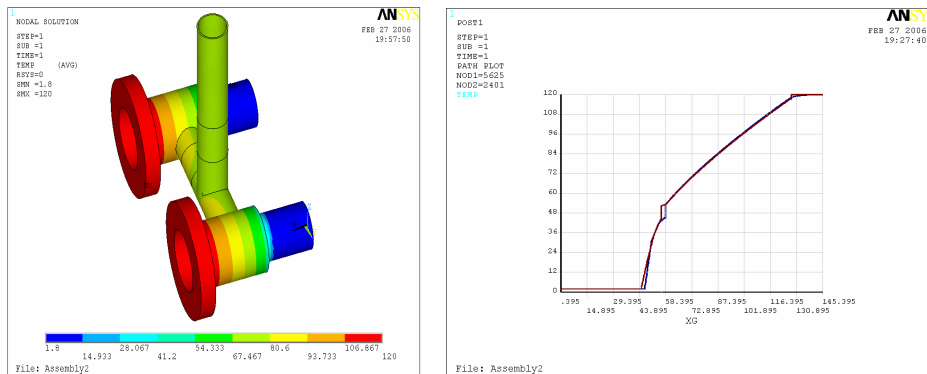 1
ANSYS
NODAL SOLUTION
FEB 27 2006
19:57:50
STEP=1
SUB =1
TIME=1
TEMP (AVG)
RSYS=0
SMN =1.8
SMX =120
MX
Z
1.8 28.067 54.333 80.6 106.867
14.933 41.2 67.467 93.733 120
File: Assembly2
1
ANSYS
POST1
FEB 27 2006
19:27:40
STEP=1
SUB =1
TIME=1
PATH PLOT
NOD1=5625
NOD2=2401
TEMP
120
108
96
84
72
60
48
36
24
12
0
.395 29.395 58.395 87.395 116.395 145.395
14.895 43.895 72.895 101.895 130.895
XG
File: Assembly2